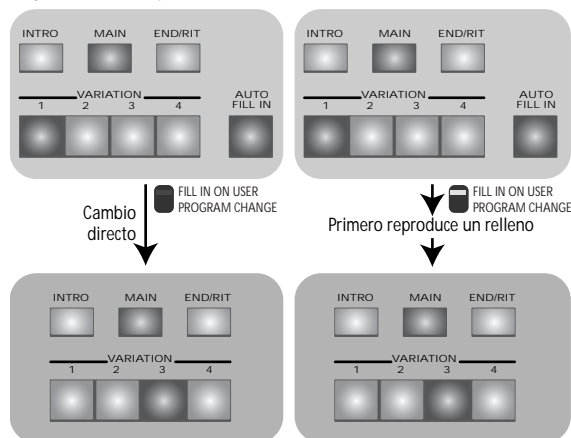 INTRO MAIN END/RIT
VARIATION
1 2 3 4
AUTO
FILL IN
INTRO MAIN END/RIT
VARIATION
1 2 3 4
AUTO
FILL IN
Cambio
directo
FILL IN ON USER
PROGRAM CHANGE
FILL IN ON USER
PROGRAM CHANGE
Primero reproduce un relleno
INTRO MAIN END/RIT
VARIATION
1 2 3 4
INTRO MAIN END/RIT
VARIATION
1 2 3 4